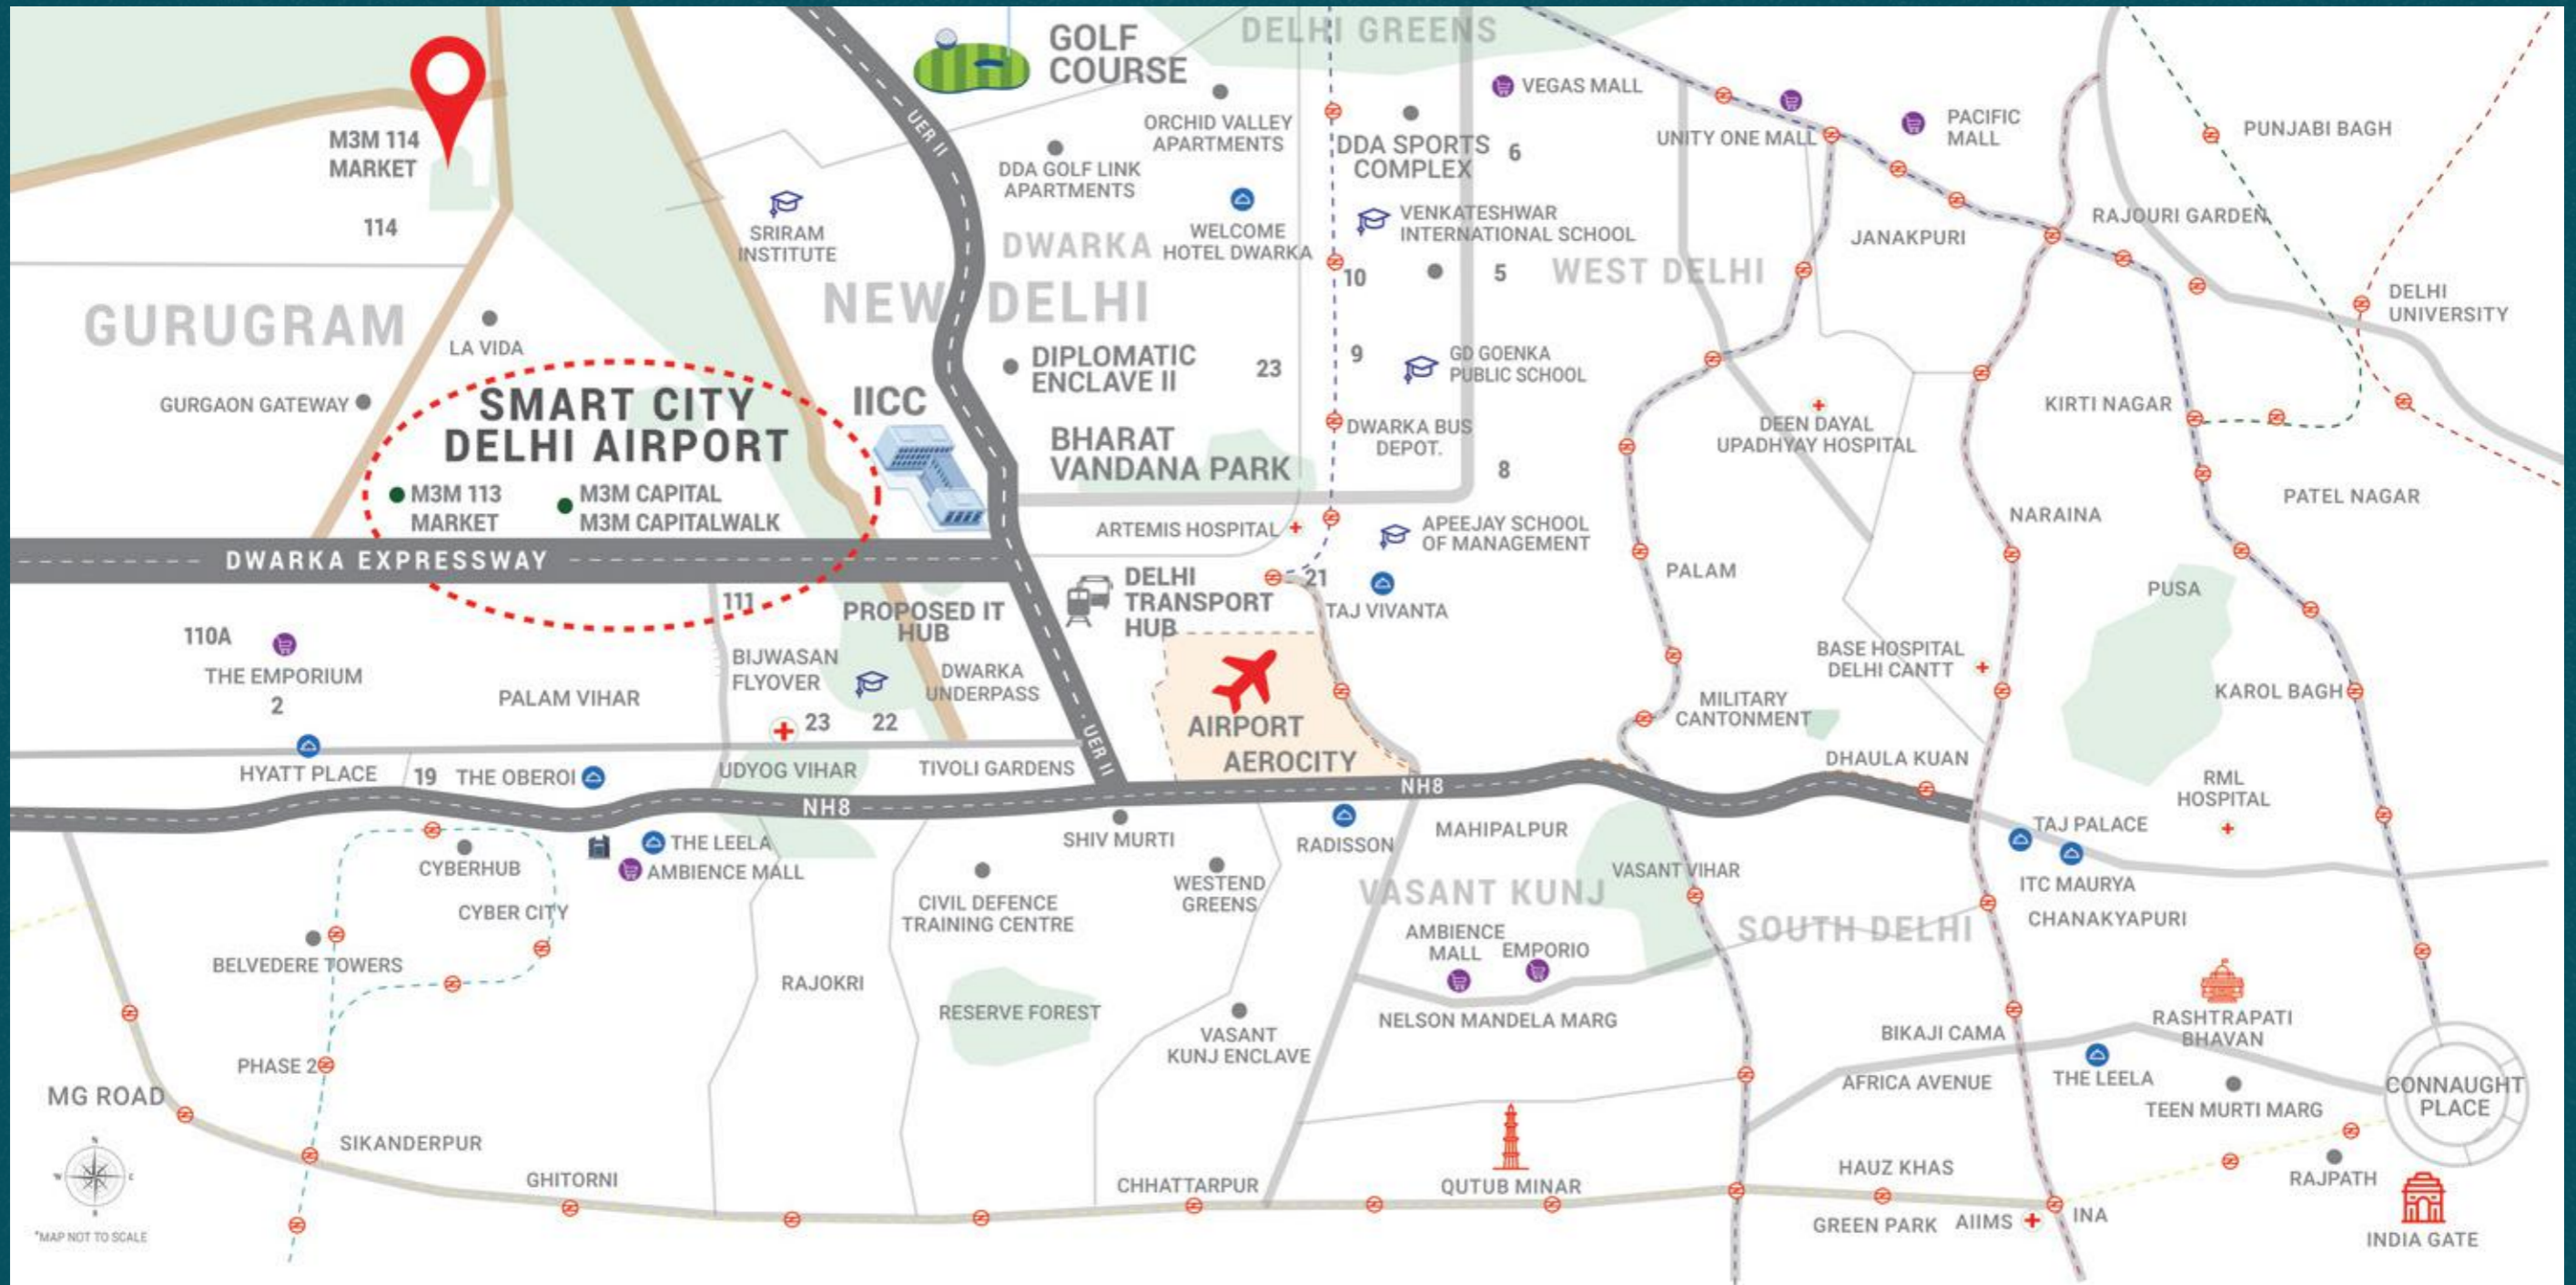 GOLF
COURSE
DELHI GREENS
VEGAS MALL
UNITY ONE MALL
PACIFIC
MALL
PUNJABI BAGH
M3M 114
MARKET
114
UER II
ORCHID VALLEY
APARTMENTS
DDA GOLF LINK
APARTMENTS
DDA SPORTS
COMPLEX
6
SRIRAM
INSTITUTE
WELCOME
HOTEL DWARKA
DWARKA
VENKATESHWAR
INTERNATIONAL SCHOOL
10
5
WEST DELHI
JANAKPURI
RAJOURI GARDEN
DELHI
UNIVERSITY
GURUGRAM
NEW DELHI
LA VIDA
GURGAON GATEWAY
SMART CITY
DELHI AIRPORT
M3M 113
MARKET
M3M CAPITAL
M3M CAPITALWALK
IICC
DIPLOMATIC
ENCLAVE II
23
9
GD GOENKA
PUBLIC SCHOOL
BHARAT
VANDANA PARK
DWARKA BUS
DEPOT.
8
DEEN DAYAL
UPADHYAY HOSPITAL
KIRTI NAGAR
PATEL NAGAR
NARAINA
ARTEMIS HOSPITAL
APEEJAY SCHOOL
OF MANAGEMENT
DWARKA EXPRESSWAY
DELHI
TRANSPORT
HUB
21
TAJ VIVANTA
PALAM
PUSA
111
PROPOSED IT
HUB
110A
THE EMPORIUM
2
PALAM VIHAR
BIJWASAN
FLYOVER
DWARKA
UNDERPASS
23
22
UER II
AIRPORT
AEROCITY
BASE HOSPITAL
DELHI CANTT
MILITARY
CANTONMENT
KAROL BAGH
DHAULA KUAN
RML
HOSPITAL
HYATT PLACE
19
THE OBEROI
UDYOG VIHAR
TIVOLI GARDENS
NH8
NH8
SHIV MURTI
RADISSON
MAHIPALPUR
TAJ PALACE
ITC MAURYA
CHANAKYAPURI
THE LEELA
AMBIENCE MALL
CYBERHUB
CYBER CITY
CIVIL DEFENCE
TRAINING CENTRE
WESTEND
GREENS
VASANT KUNJ
VASANT VIHAR
SOUTH DELHI
AMBIENCE
MALL
EMPORIO
BELVEDERE TOWERS
RAJOKRI
RESERVE FOREST
VASANT
KUNJ ENCLAVE
NELSON MANDELA MARG
BIKAJI CAMA
RASHTRAPATI
BHAVAN
PHASE 2
AFRICA AVENUE
THE LEELA
TEEN MURTI MARG
CONNAUGHT
PLACE
MG ROAD
SIKANDERPUR
GHITORNI
CHHATTARPUR
QUTUB MINAR
HAUZ KHAS
GREEN PARK
AIIMS
INA
RAJPATH
INDIA GATE
*MAP NOT TO SCALE